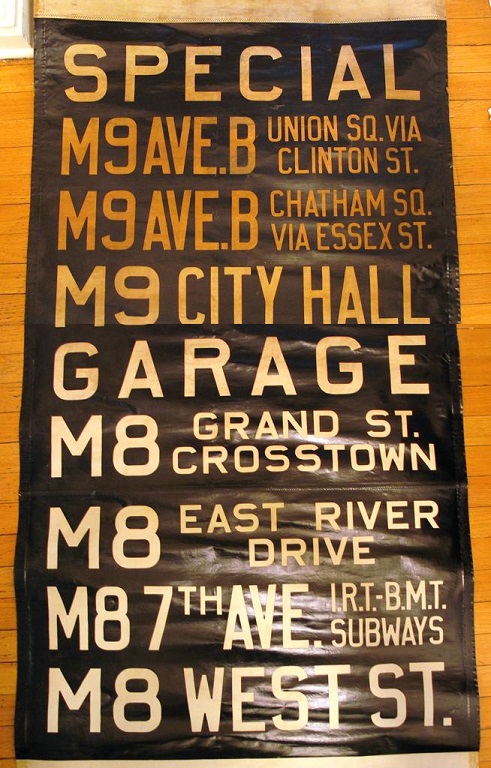 SPECIAL
M9 AVE.B UNION SQ. VIA
CLINTON ST.
M9 AVE.B CHATHAM SQ.
VIA ESSEX ST.
M9 CITY HALL
GARAGE
M8 GRAND ST.
CROSSTOWN
M8 EAST RIVER
DRIVE
M8 7TH AVE. I.R.T.-B.M.T.
SUBWAYS
M8 WEST ST.